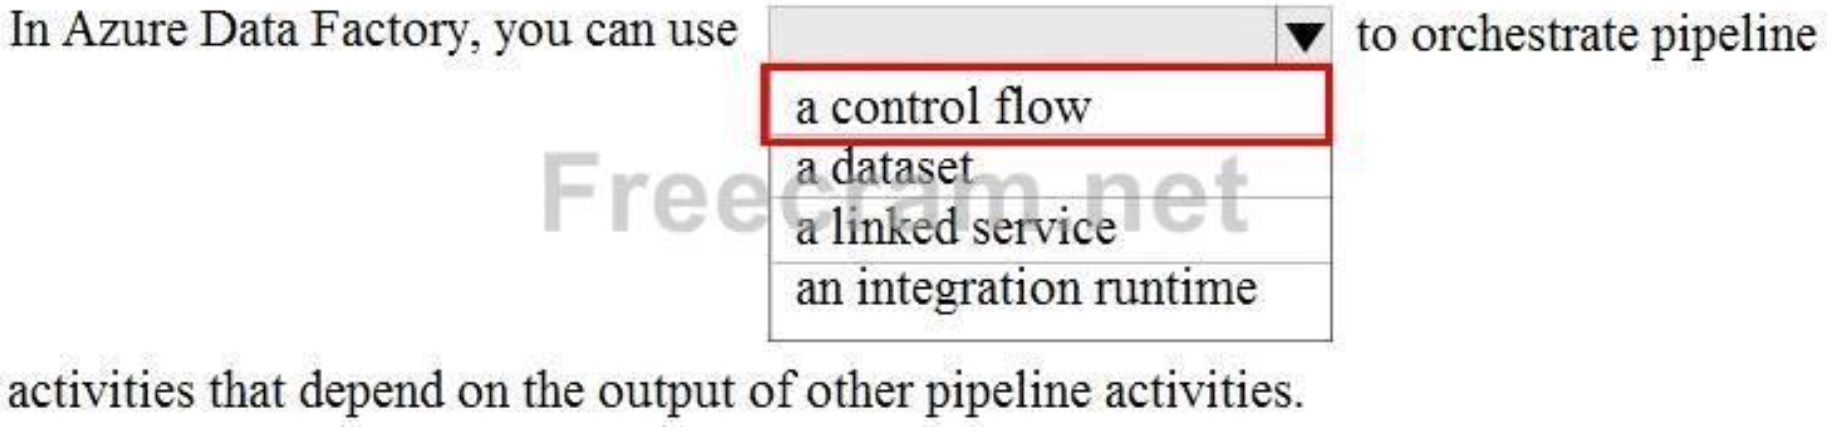 In Azure Data Factory, you can use ▼ to orchestrate pipeline
a control flow
a dataset
Freecram.net
a linked service
an integration runtime
activities that depend on the output of other pipeline activities.